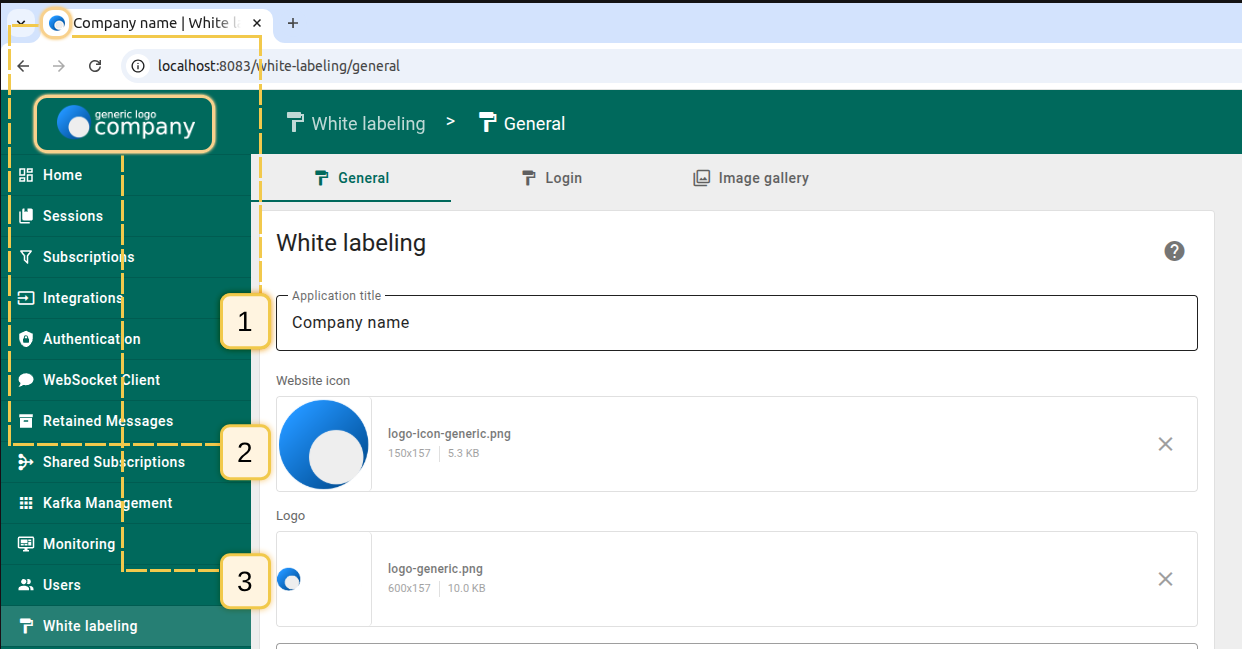 Company name | White l
localhost:8083/white-labeling/general
generic logo
company
White labeling > General
Home
Sessions
Subscriptions
Integrations
Authentication
WebSocket Client
Retained Messages
Shared Subscriptions
Kafka Management
Monitoring
Users
White labeling
General Login Image gallery
White labeling
?
1
Application title
Company name
Website icon
2
logo-icon-generic.png
150x157 5.3 KB
Logo
3
logo-generic.png
600x157 10.0 KB